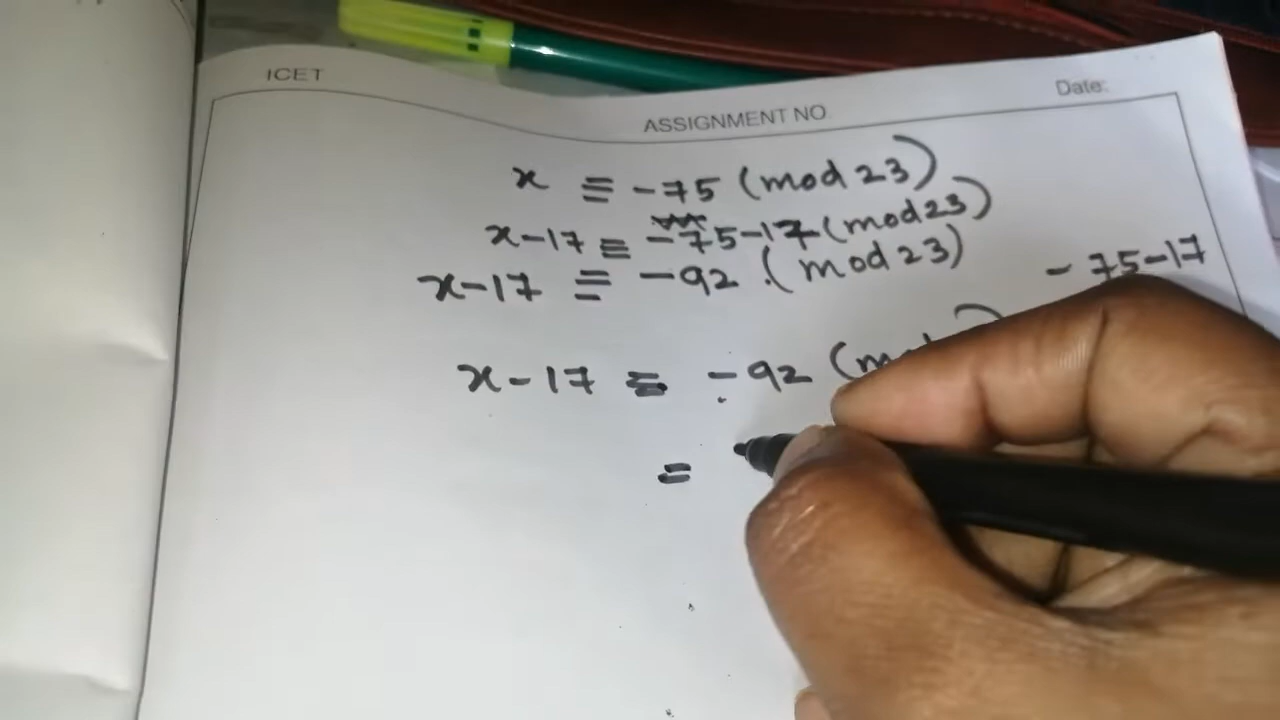 ICET
ASSIGNMENT NO
Date:
x ≡ -75 (mod 23)
x-17 ≡ -75-17 (mod 23)
x-17 ≡ -92 (mod 23)
-75-17
x-17 ≡ -92 (
=